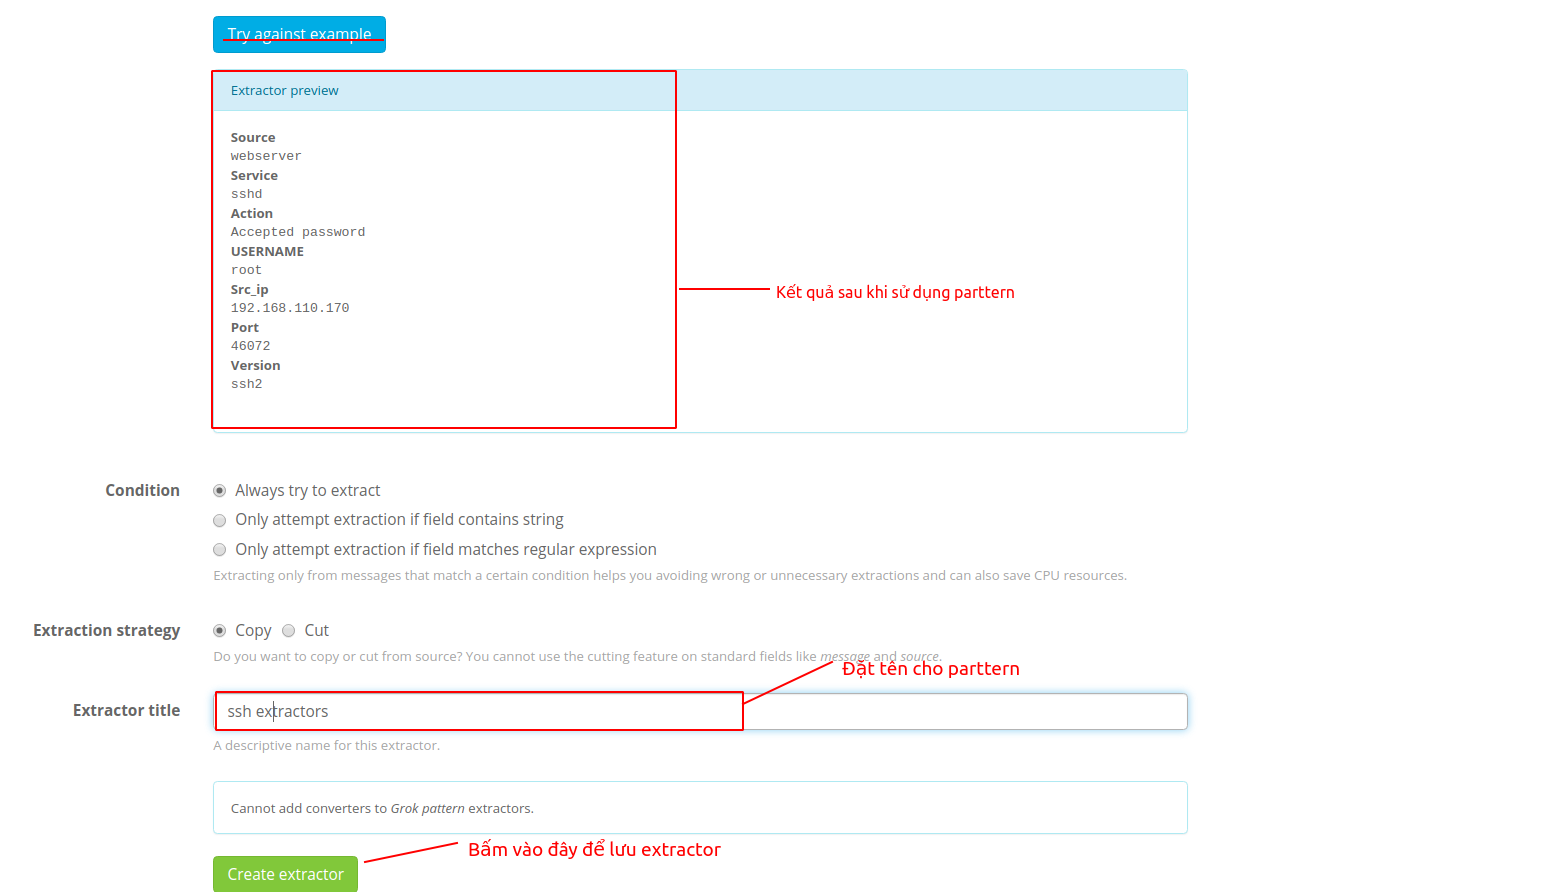 Try against example
Extractor preview
Source
webserver
Service
sshd
Action
Accepted password
USERNAME
root
Src_ip
192.168.110.170
Kết quả sau khi sử dụng parttern
Port
46072
Version
ssh2
Condition
Always try to extract
Only attempt extraction if field contains string
Only attempt extraction if field matches regular expression
Extracting only from messages that match a certain condition helps you avoiding wrong or unnecessary extractions and can also save CPU resources.
Extraction strategy
Copy Cut
Do you want to copy or cut from source? You cannot use the cutting feature on standard fields like message and source.
Đặt tên cho parttern
Extractor title
ssh extractors
A descriptive name for this extractor.
Cannot add converters to Grok pattern extractors.
Bấm vào đây để lưu extractor
Create extractor